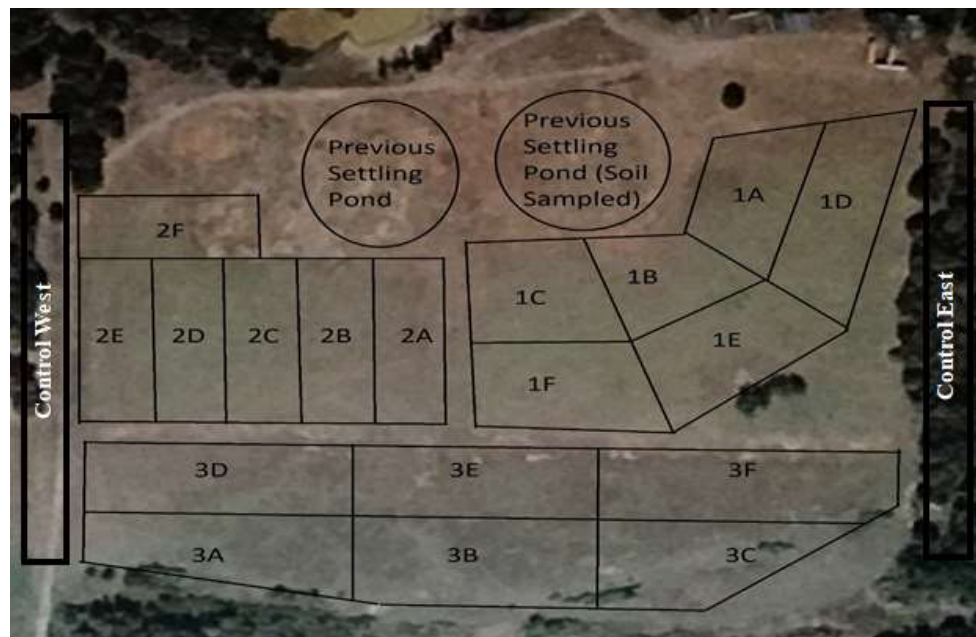 Previous
Settling
Pond
Previous
Settling
Pond (Soil
Sampled)
1A
1D
2F
1C
1B
2E
2D
2C
2B
2A
1E
1F
Control West
Control East
3D
3E
3F
3A
3B
3C